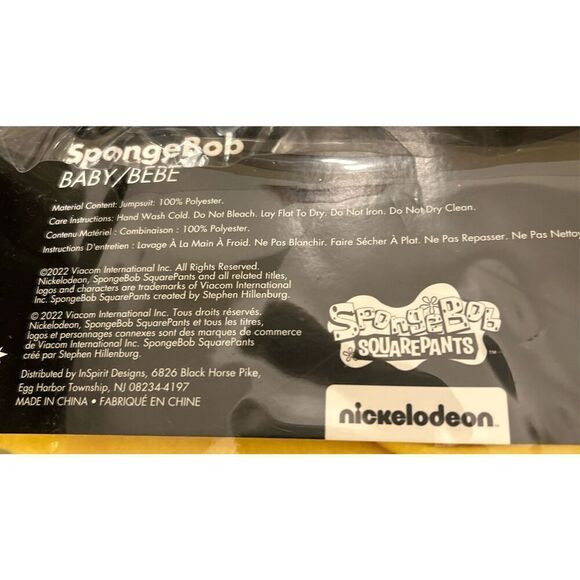 SpongeBob
BABY/BÉBÉ
Material Content: Jumpsuit: 100% Polyester.
Care Instructions: Hand Wash Cold. Do Not Bleach. Lay Flat To Dry. Do Not Iron. Do Not Dry Clean.
Contenu Matériel : Combinaison : 100% Polyester.
Instructions D'entretien : Lavage À La Main À Froid. Ne Pas Blanchir. Faire Sécher À Plat. Ne Pas Repasser. Ne Pas Nettoy
©2022 Viacom International Inc. All Rights Reserved.
Nickelodeon, SpongeBob SquarePants and all related titles,
logos and characters are trademarks of Viacom International
Inc. SpongeBob SquarePants created by Stephen Hillenburg.
© 2022 Viacom International Inc. Tous droits réservés.
Nickelodeon, SpongeBob SquarePants et tous les titres,
logos et personnages connexes sont des marques de commerce
de Viacom International Inc. SpongeBob SquarePants
créé par Stephen Hillenburg.
Distributed by InSpirit Designs, 6826 Black Horse Pike,
Egg Harbor Township, NJ 08234-4197
MADE IN CHINA • FABRIQUÉ EN CHINE
SpongeBob
SQUAREPANTS™
nickelodeon™